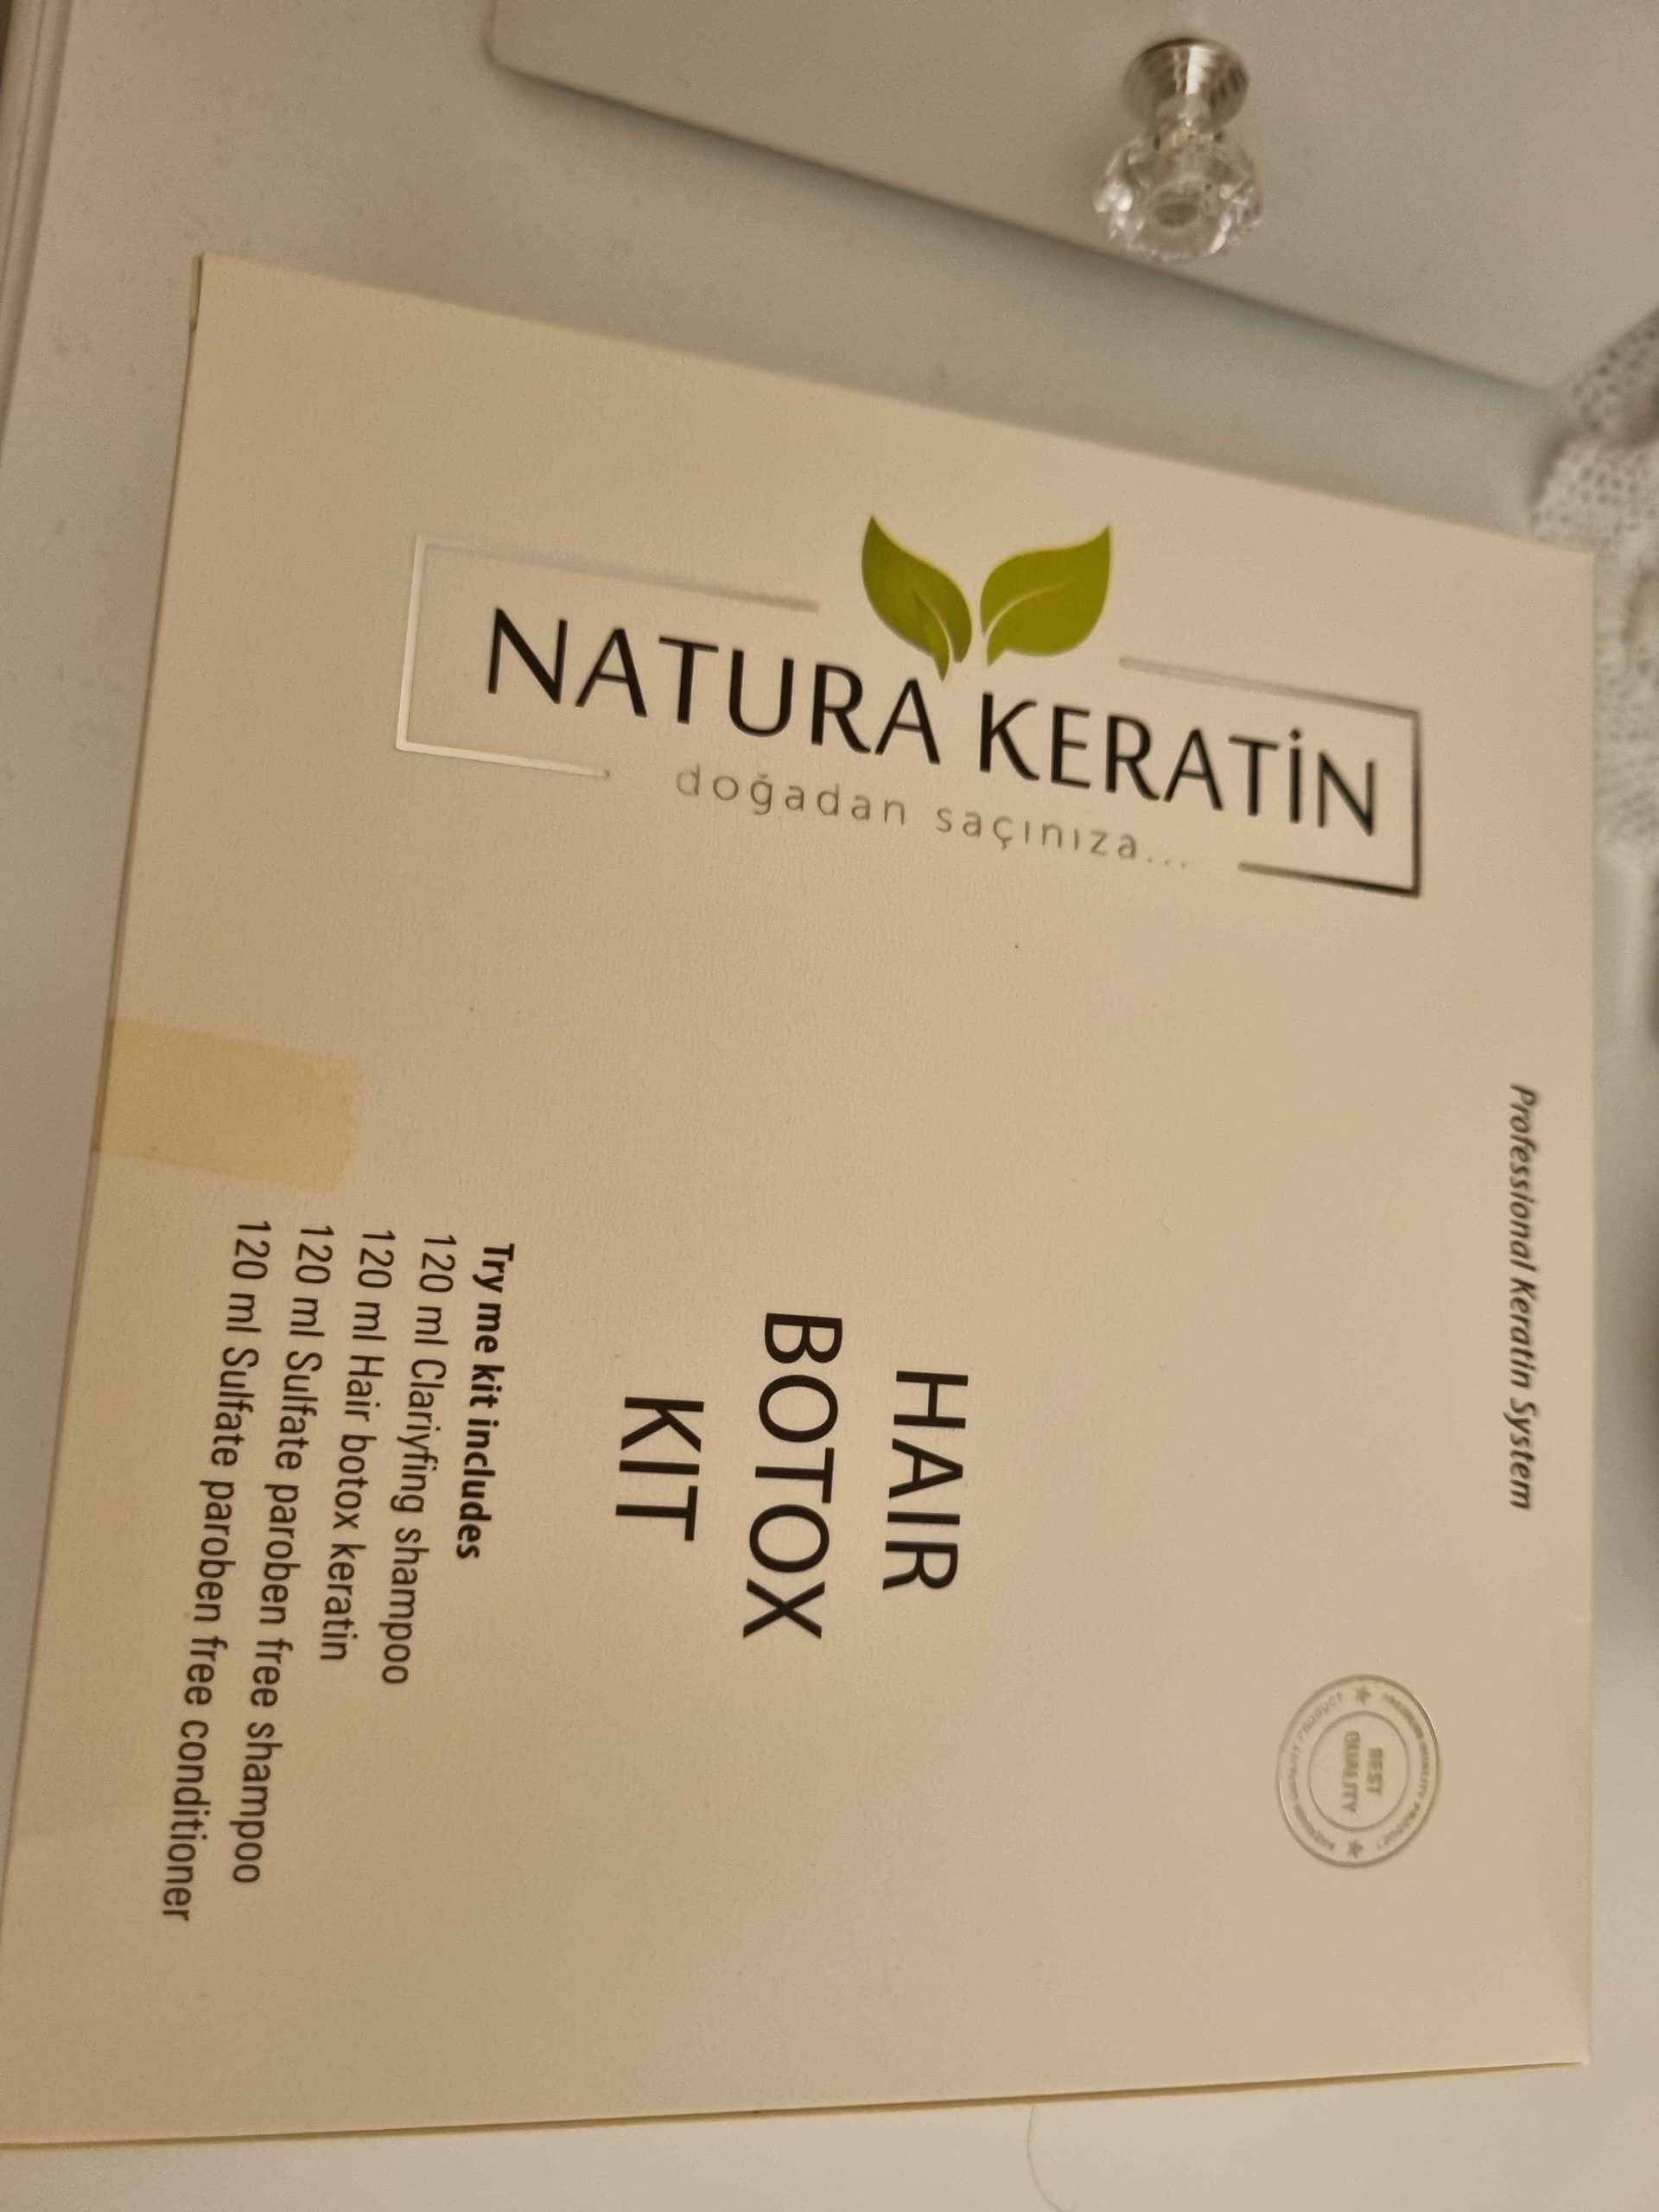 NATURA KERATİN
doğadan saçınıza...
Professional Keratin System
HAIR
BOTOX
KIT
Try me kit includes
120 ml Clariyfing shampoo
120 ml Hair botox keratin
120 ml Sulfate paroben free shampoo
120 ml Sulfate paroben free conditioner
BEST
QUALITY